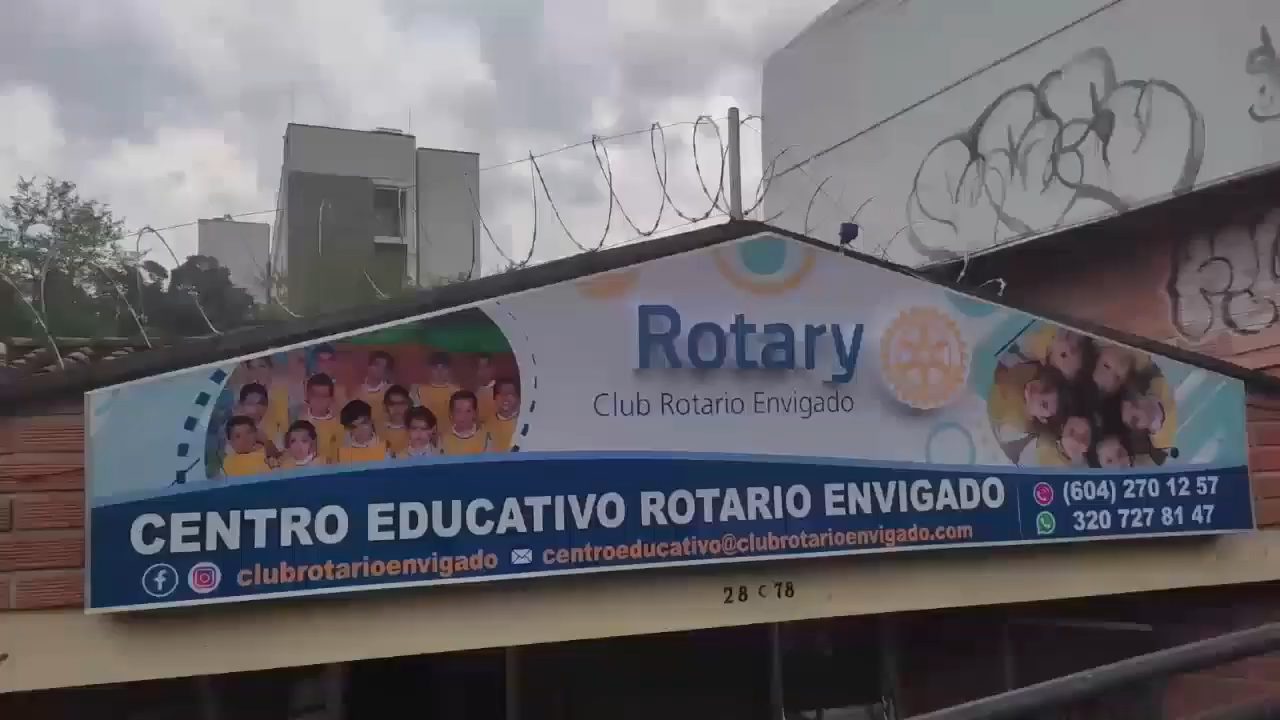 Rotary
Club Rotario Envigado
CENTRO EDUCATIVO ROTARIO ENVIGADO
clubrotarioenvigado centroeducativo@clubrotarioenvigado.com
(604) 270 12 57
320 727 81 47
28 C 78